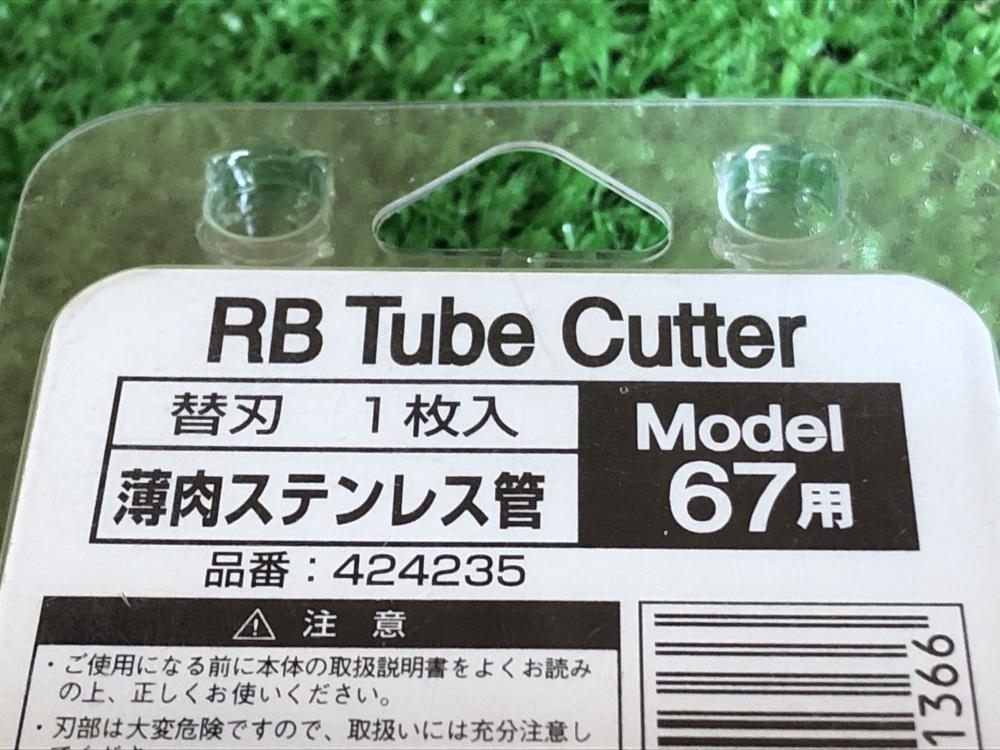 RB Tube Cutter
替刃 1枚入
薄肉ステンレス管
Model
67用
品番：424235
⚠ 注 意
・ご使用になる前に本体の取扱説明書をよくお読み
の上、正しくお使いください。
・刃部は大変危険ですので、取扱いには充分注意し
1366